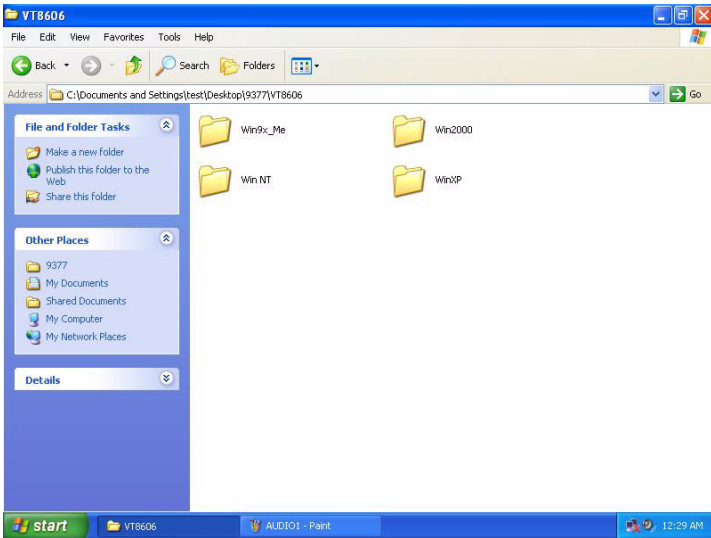 VT8606
File Edit View Favorites Tools Help
Back Search Folders
Address C:\Documents and Settings\test\Desktop\9377\VT8606 Go
File and Folder Tasks
Make a new folder
Publish this folder to the
Web
Share this folder
Other Places
9377
My Documents
Shared Documents
My Computer
My Network Places
Details
Win9x_Me Win2000
Win NT WinXP
start VT8606 AUDIO1 - Paint 12:29 AM